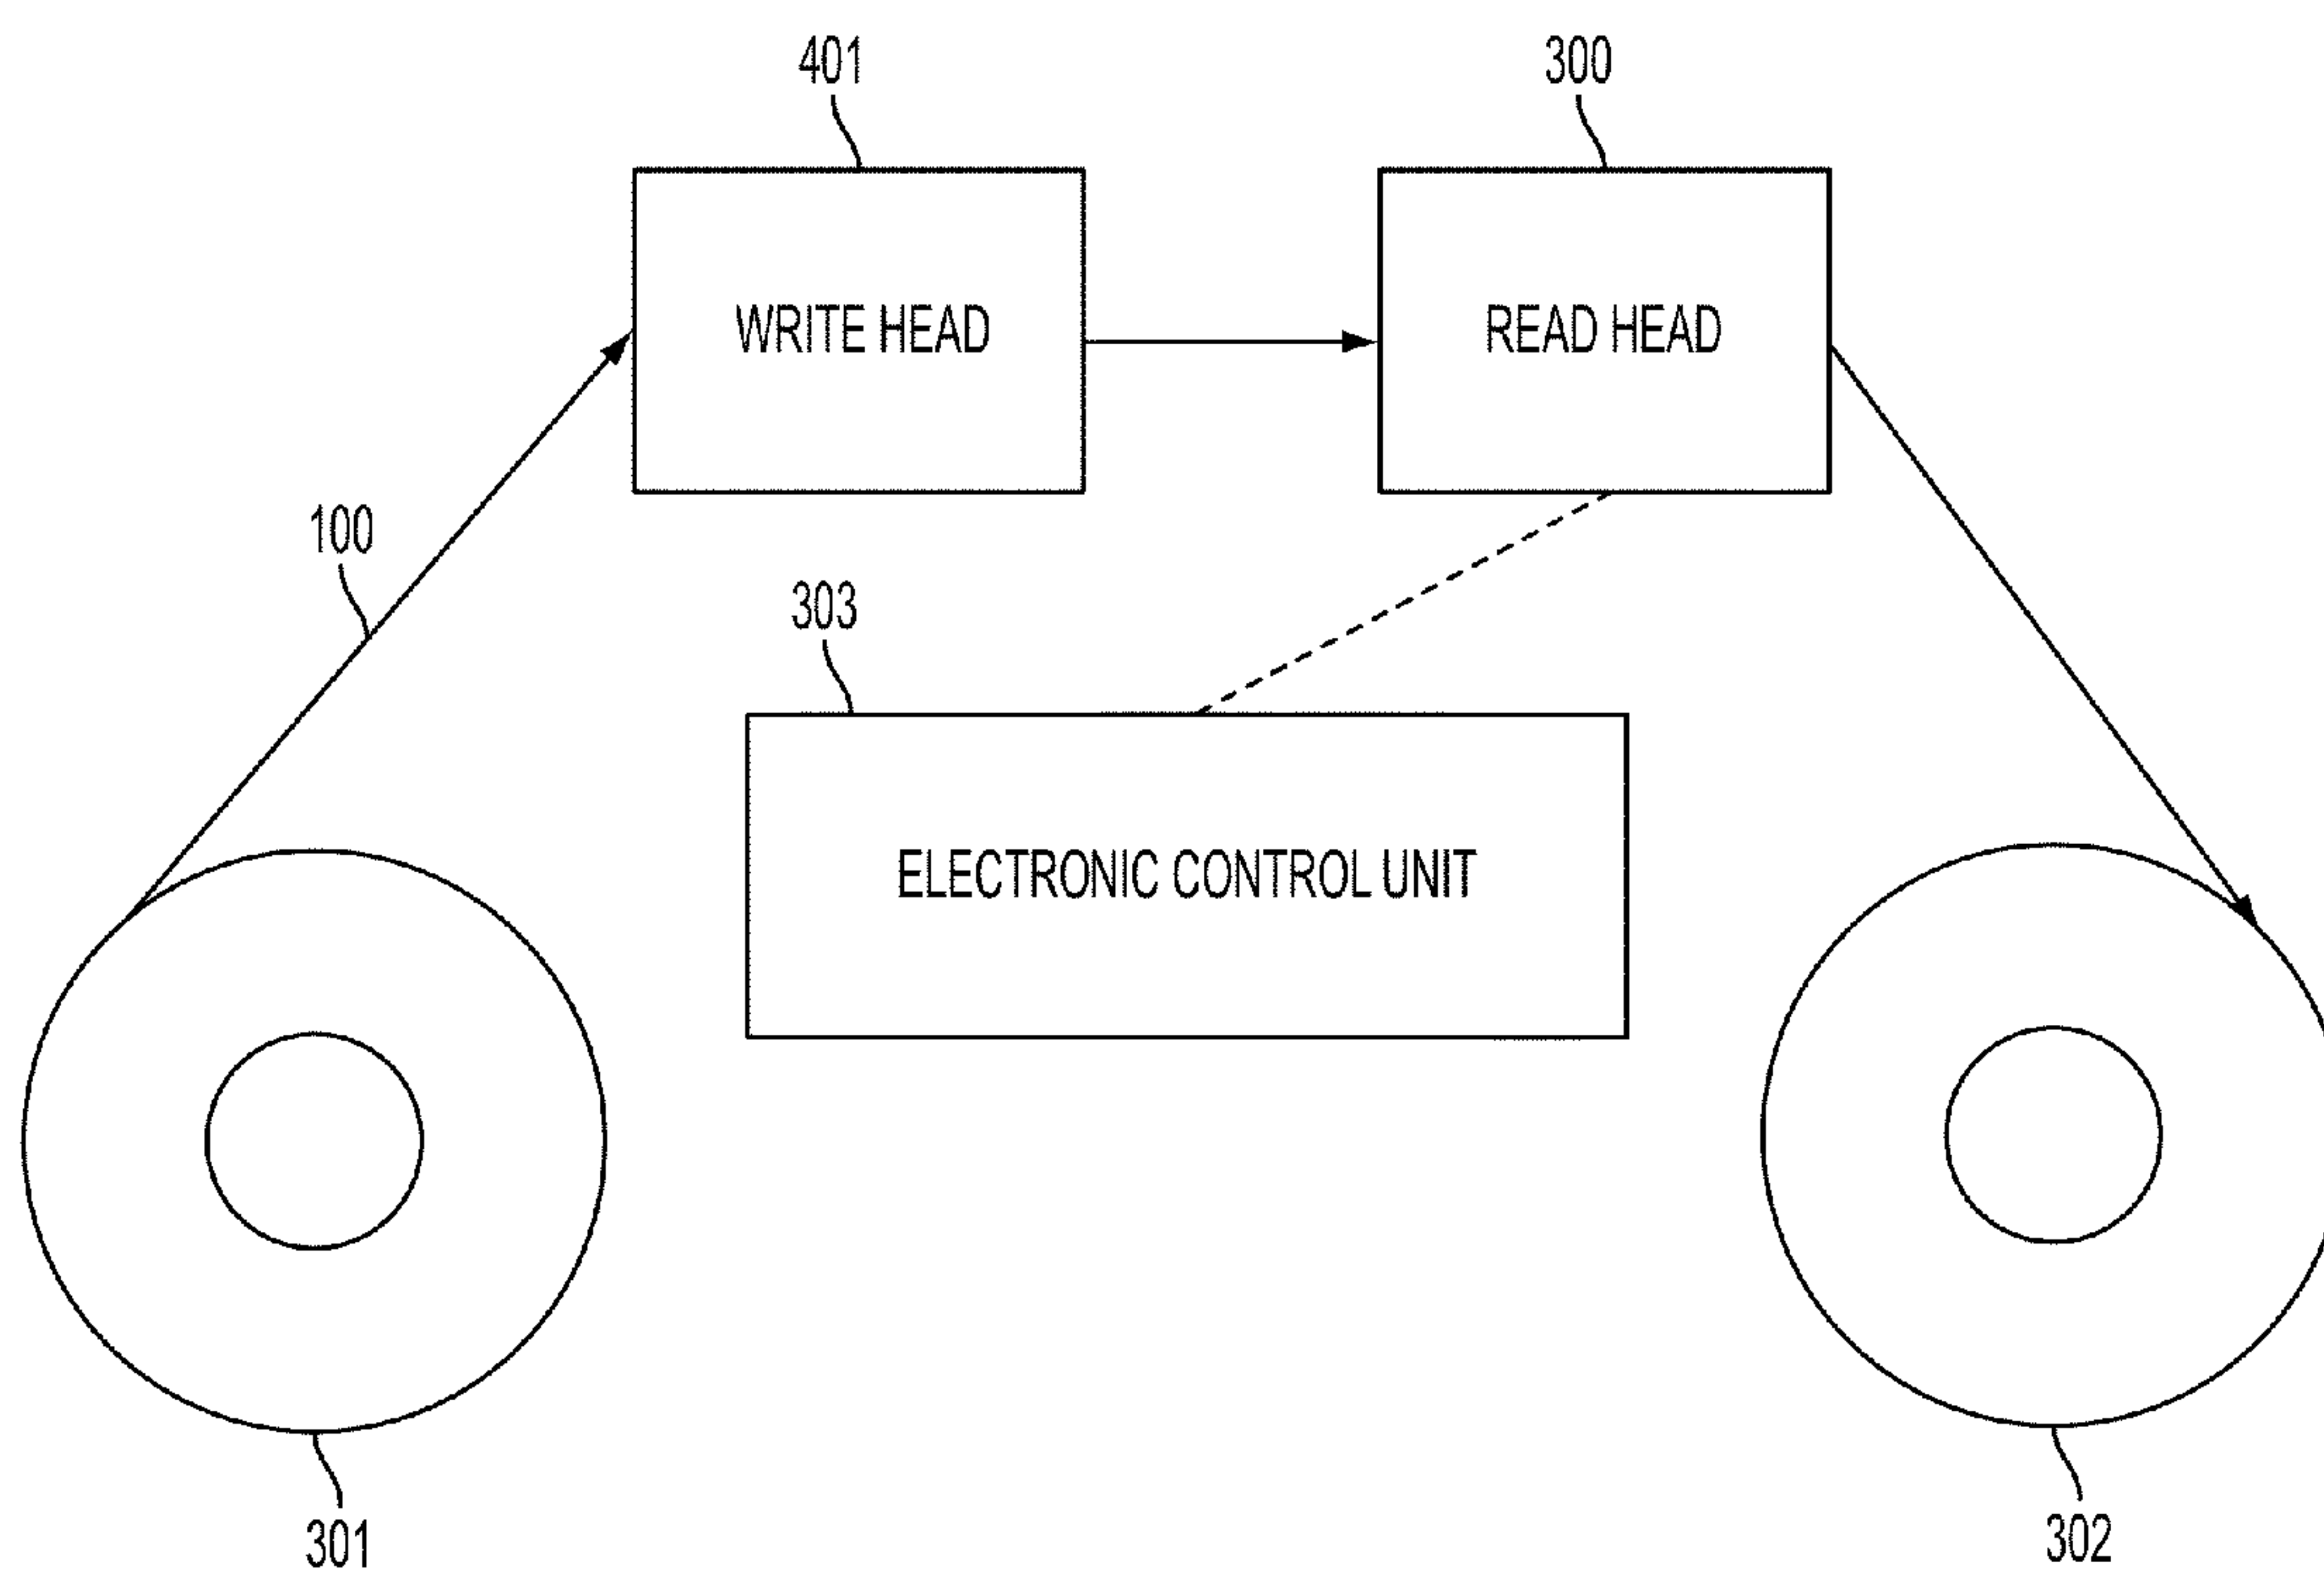 401
300
WRITE HEAD
READ HEAD
100
303
ELECTRONIC CONTROL UNIT
301
302